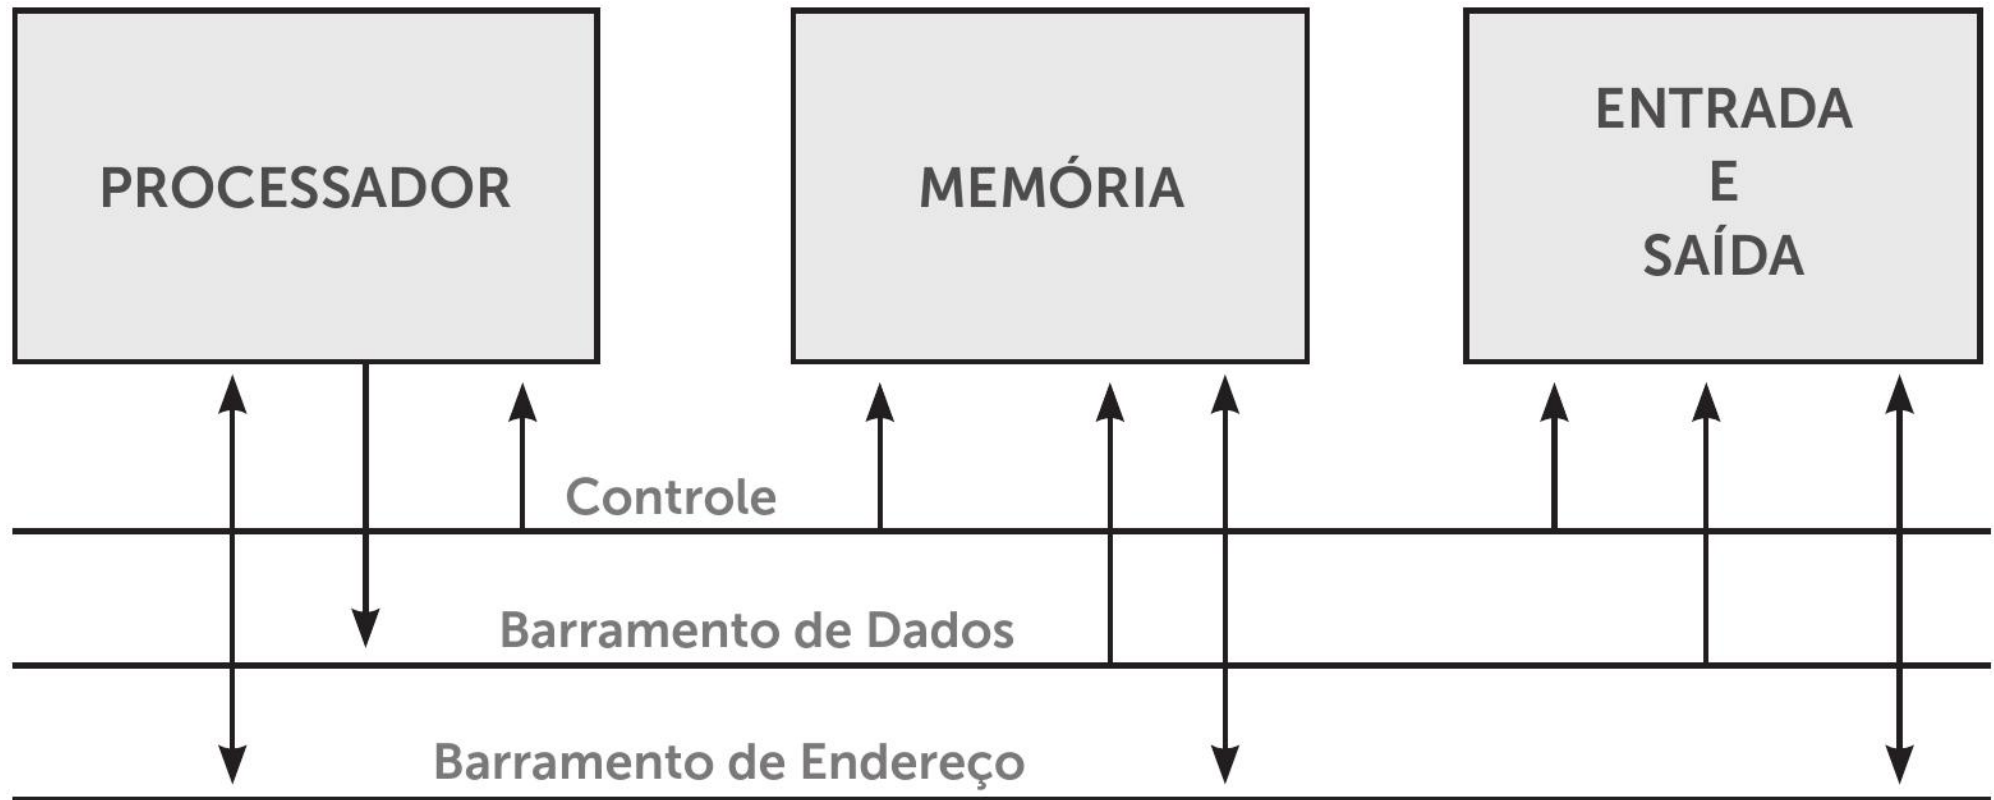 PROCESSADOR
MEMÓRIA
ENTRADA
E
SAÍDA
Controle
Barramento de Dados
Barramento de Endereço